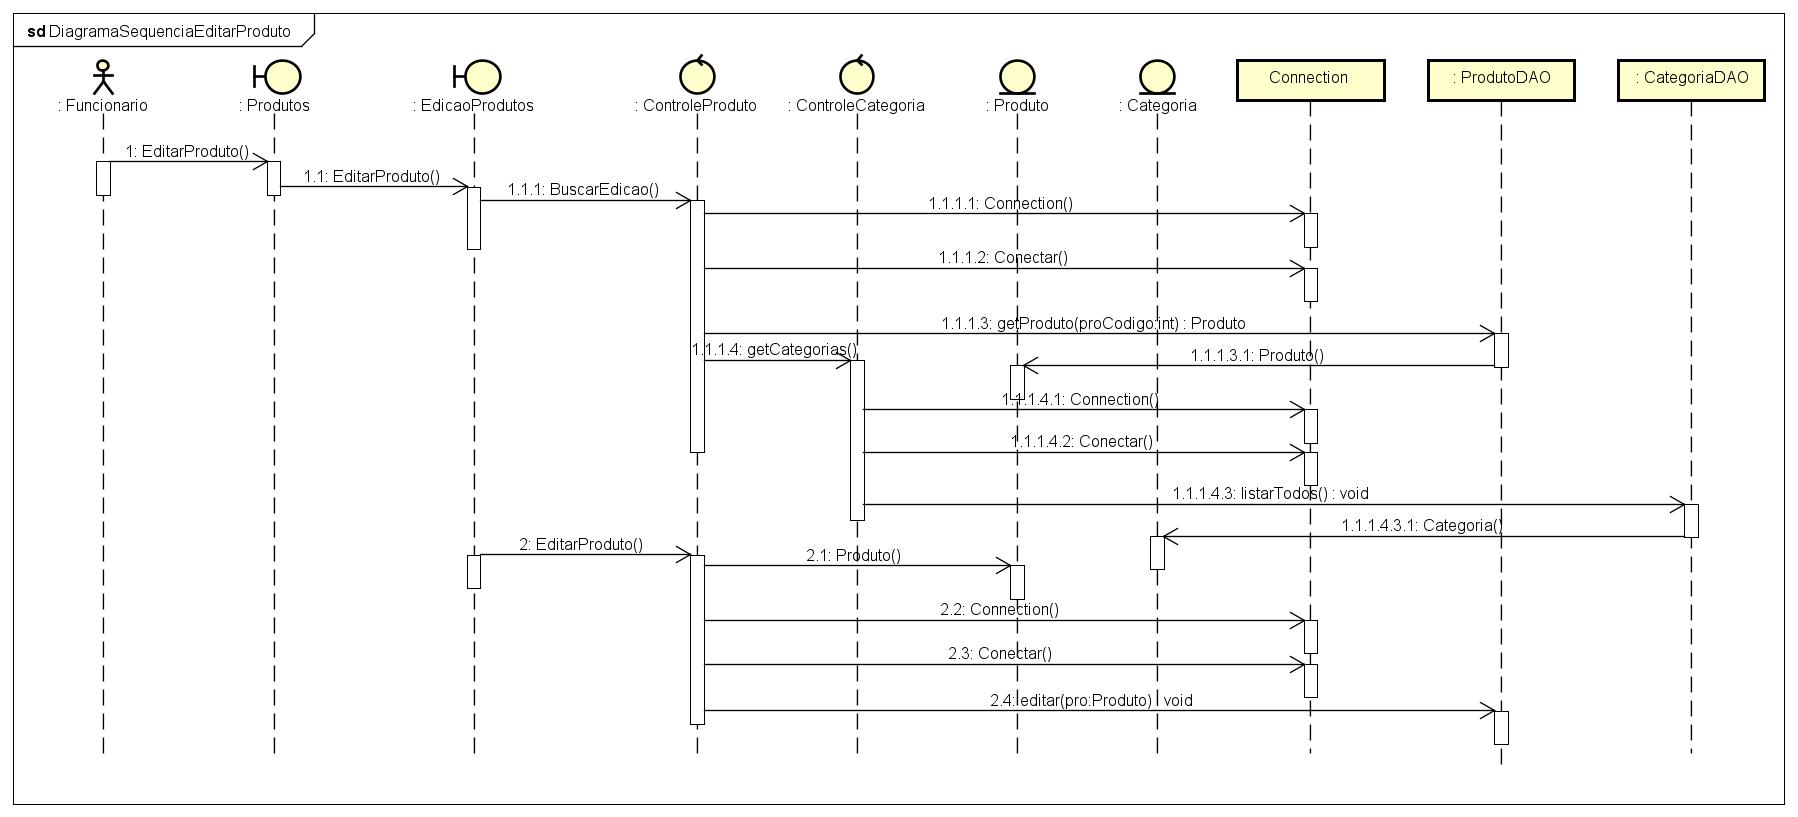 sd DiagramaSequenciaEditarProduto
: Funcionario
: Produtos
: EdicaoProdutos
: ControleProduto
: ControleCategoria
: Produto
: Categoria
Connection
: ProdutoDAO
: CategoriaDAO
1: EditarProduto()
1.1: EditarProduto()
1.1.1: BuscarEdicao()
1.1.1.1: Connection()
1.1.1.2: Conectar()
1.1.1.3: getProduto(proCodigo:int) : Produto
1.1.1.4: getCategorias()
1.1.1.3.1: Produto()
1.1.1.4.1: Connection()
1.1.1.4.2: Conectar()
1.1.1.4.3: listarTodos() : void
1.1.1.4.3.1: Categoria()
2: EditarProduto()
2.1: Produto()
2.2: Connection()
2.3: Conectar()
2.4: editar(pro:Produto) : void